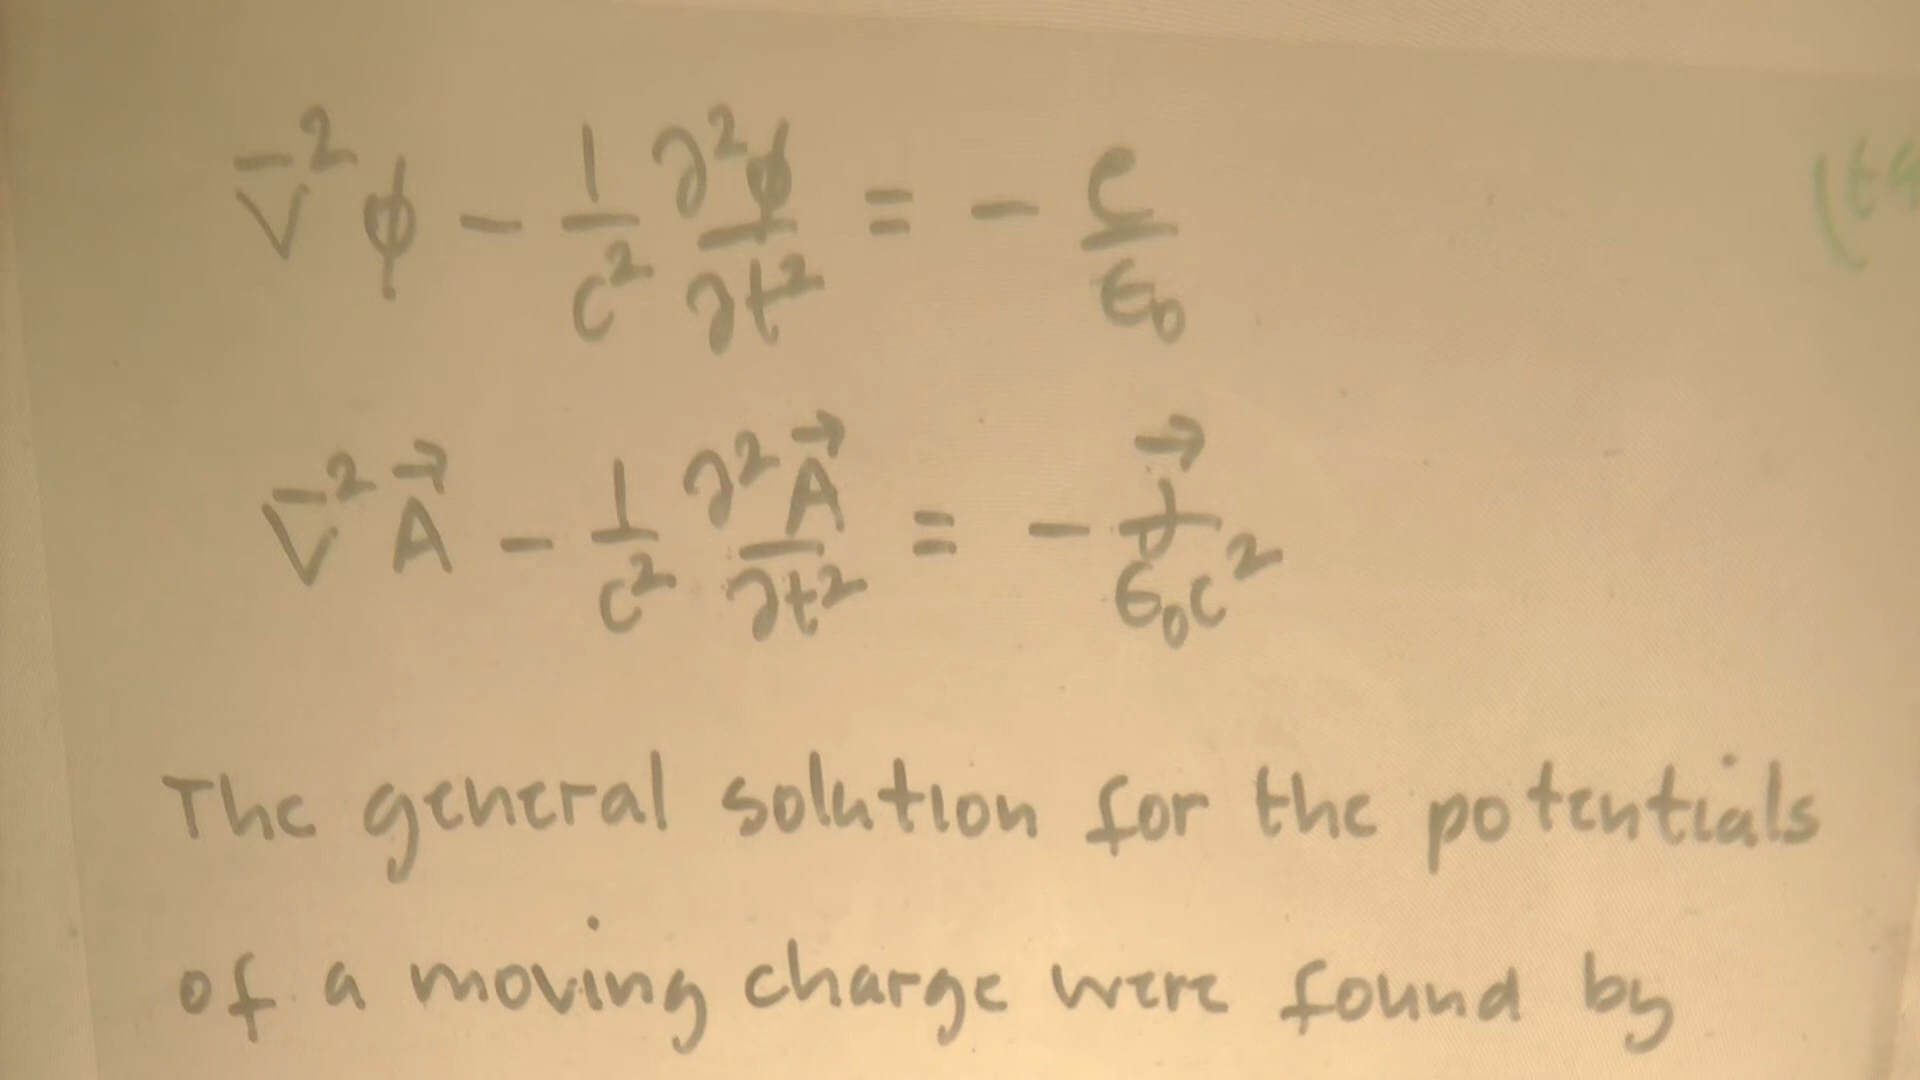 ∇²ϕ - 1/c² ∂²ϕ/∂t² = - ρ/ϵ₀
∇²A⃗ - 1/c² ∂²A⃗/∂t² = - j⃗/ϵ₀c²
The general solution for the potentials
of a moving charge were found by